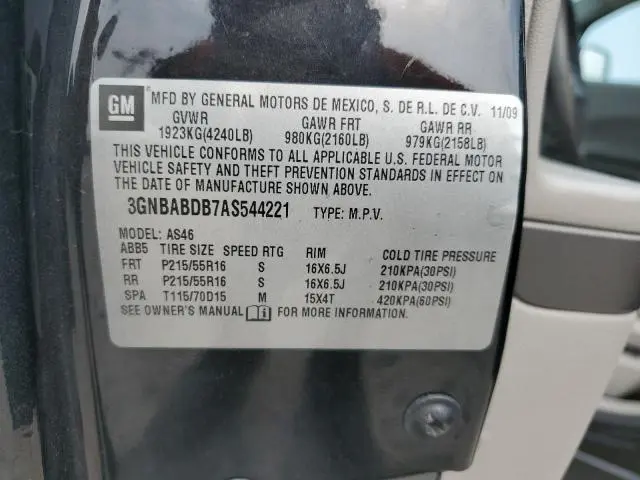 GM
MFD BY GENERAL MOTORS DE MEXICO, S. DE R.L. DE C.V. 11/09
GVWR GAWR FRT GAWR RR
1923KG(4240LB) 980KG(2160LB) 979KG(2158LB)
THIS VEHICLE CONFORMS TO ALL APPLICABLE U.S. FEDERAL MOTOR
VEHICLE SAFETY AND THEFT PREVENTION STANDARDS IN EFFECT ON
THE DATE OF MANUFACTURE SHOWN ABOVE.
3GNBABDB7AS544221 TYPE: M.P.V.
MODEL: AS46
ABB5 TIRE SIZE SPEED RTG RIM COLD TIRE PRESSURE
FRT P215/55R16 S 16X6.5J 210KPA(30PSI)
RR P215/55R16 S 16X6.5J 210KPA(30PSI)
SPA T115/70D15 M 15X4T 420KPA(60PSI)
SEE OWNER'S MANUAL FOR MORE INFORMATION.